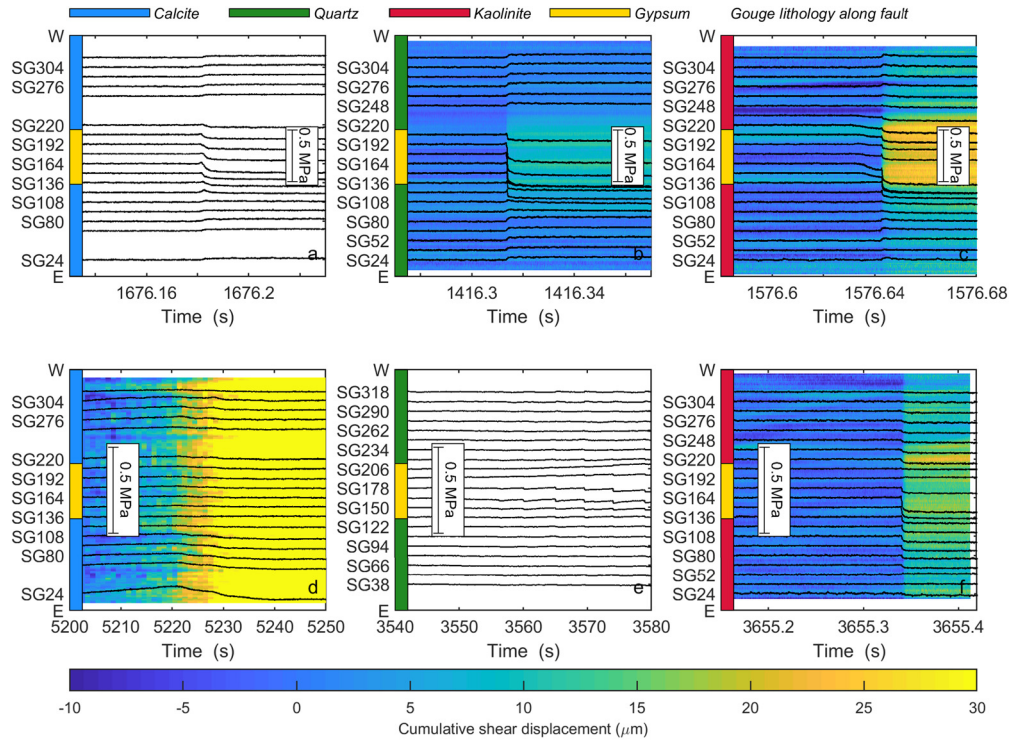 Calcite Quartz Kaolinite Gypsum Gouge lithology along fault
W
SG304
SG276
SG220
SG192
SG164
SG136
SG108
SG80
SG24
E
0.5 MPa
a
1676.16 1676.2
Time (s)
W
SG304
SG276
SG248
SG220
SG192
SG164
SG136
SG108
SG80
SG52
SG24
E
0.5 MPa
b
1416.3 1416.34
Time (s)
W
SG304
SG276
SG248
SG220
SG192
SG164
SG136
SG108
SG80
SG52
SG24
E
0.5 MPa
c
1576.6 1576.64 1576.68
Time (s)
W
SG304
SG276
SG220
SG192
SG164
SG136
SG108
SG80
SG24
E
0.5 MPa
d
5200 5210 5220 5230 5240 5250
Time (s)
W
SG318
SG290
SG262
SG234
SG206
SG178
SG150
SG122
SG94
SG66
SG38
E
0.5 MPa
e
3540 3550 3560 3570 3580
Time (s)
W
SG304
SG276
SG248
SG220
SG192
SG164
SG136
SG108
SG80
SG52
SG24
E
0.5 MPa
f
3655.2 3655.3 3655.4
Time (s)
-10 -5 0 5 10 15 20 25 30
Cumulative shear displacement (μm)